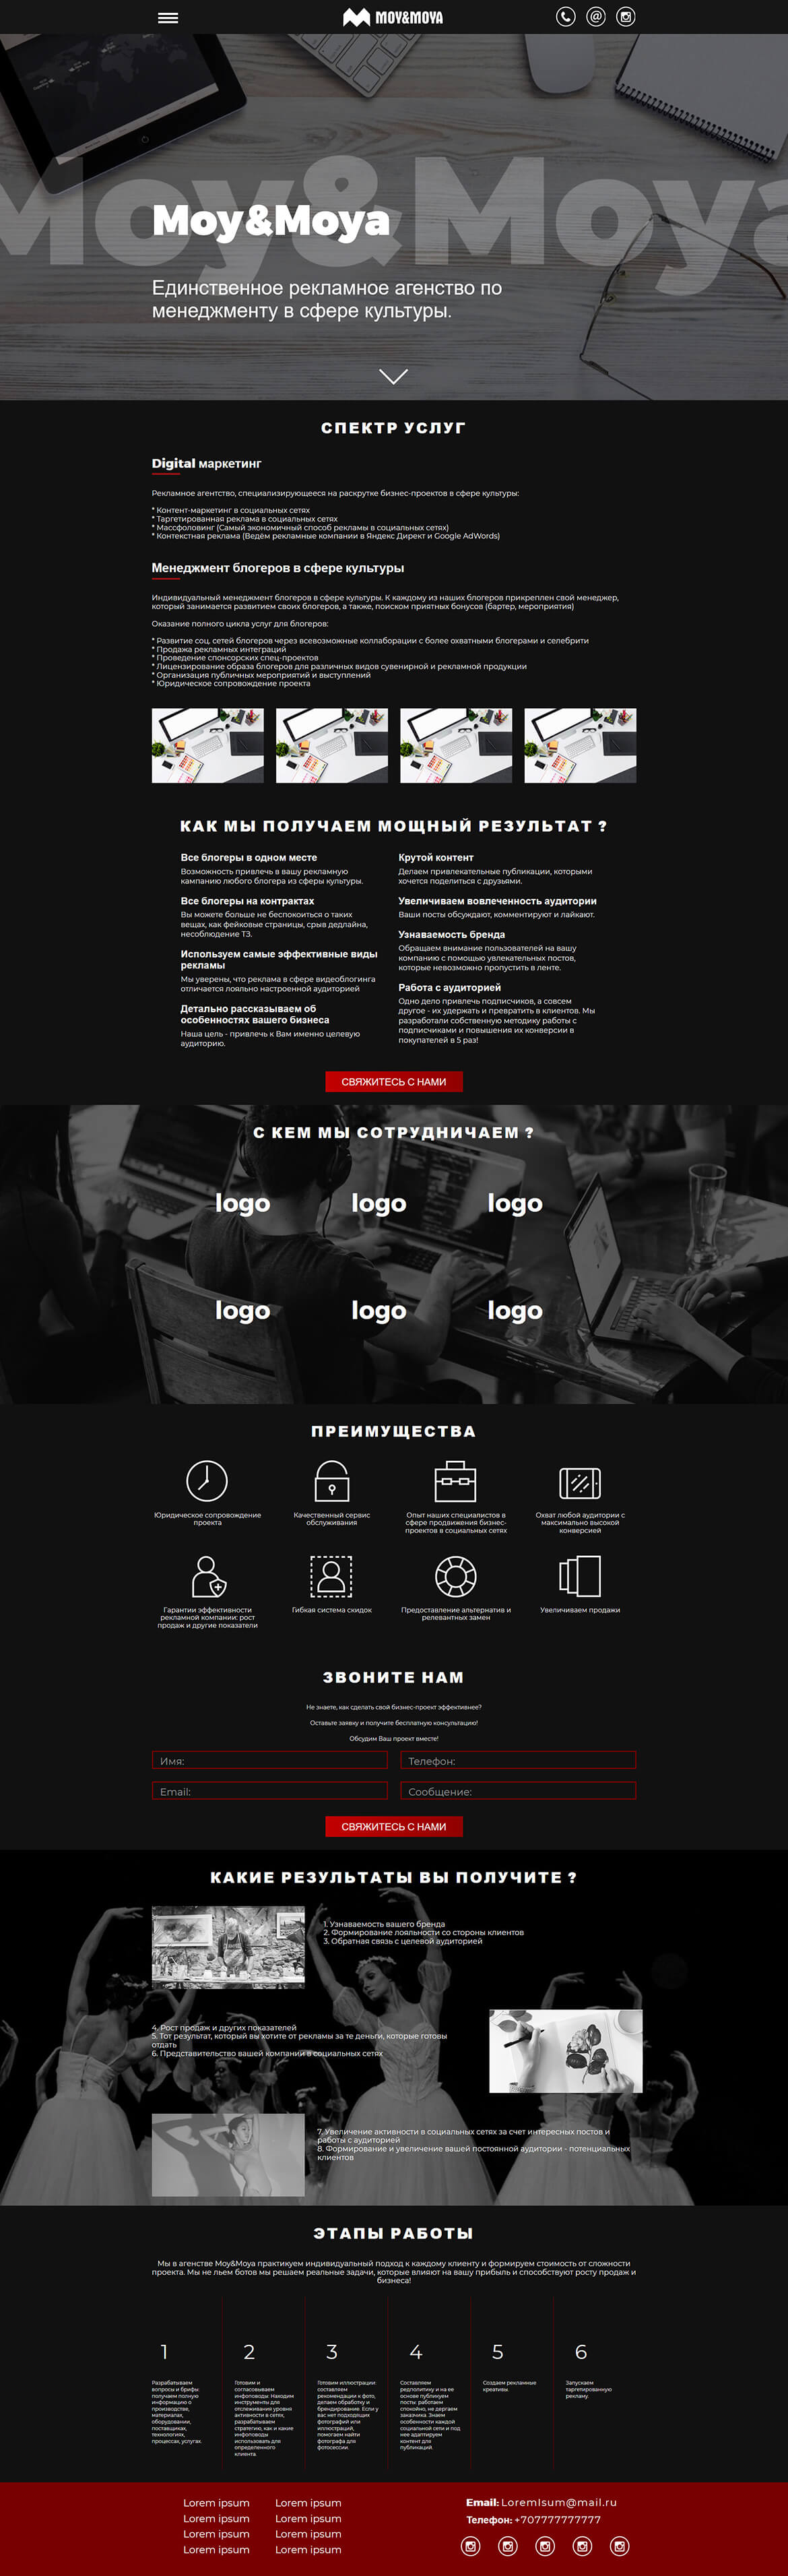 MOY&MOYA
Moy&Moya
Moy&Moya
Единственное рекламное агенство по
менеджменту в сфере культуры.
СПЕКТР УСЛУГ
Digital маркетинг
Рекламное агентство, специализирующееся на раскрутке бизнес-проектов в сфере культуры:
* Контент-маркетинг в социальных сетях
* Таргетированная реклама в социальных сетях
* Массфоловинг (Самый экономичный способ рекламы в социальных сетях)
* Контекстная реклама (Ведём рекламные компании в Яндекс Директ и Google AdWords)
Менеджмент блогеров в сфере культуры
Индивидуальный менеджмент блогеров в сфере культуры. К каждому из наших блогеров прикреплен свой менеджер,
который занимается развитием своих блогеров, а также, поиском приятных бонусов (бартер, мероприятия)
Оказание полного цикла услуг для блогеров:
* Развитие соц. сетей блогеров через всевозможные коллаборации с более охватными блогерами и селебрити
* Продажа рекламных интеграций
* Проведение спонсорских спец-проектов
* Лицензирование образа блогеров для различных видов сувенирной и рекламной продукции
* Организация публичных мероприятий и выступлений
* Юридическое сопровождение проекта
КАК МЫ ПОЛУЧАЕМ МОЩНЫЙ РЕЗУЛЬТАТ ?
Все блогеры в одном месте
Возможность привлечь в вашу рекламную
кампанию любого блогера из сферы культуры.
Все блогеры на контрактах
Вы можете больше не беспокоиться о таких
вещах, как фейковые страницы, срыв дедлайна,
несоблюдение ТЗ.
Используем самые эффективные виды
рекламы
Мы уверены, что реклама в сфере видеоблогинга
отличается лояльно настроенной аудиторией
Детально рассказываем об
особенностях вашего бизнеса
Наша цель - привлечь к Вам именно целевую
аудиторию.
Крутой контент
Делаем привлекательные публикации, которыми
хочется поделиться с друзьями.
Увеличиваем вовлеченность аудитории
Ваши посты обсуждают, комментируют и лайкают.
Узнаваемость бренда
Обращаем внимание пользователей на вашу
компанию с помощью увлекательных постов,
которые невозможно пропустить в ленте.
Работа с аудиторией
Одно дело привлечь подписчиков, а совсем
другое - их удержать и превратить в клиентов. Мы
разработали собственную методику работы с
подписчиками и повышения их конверсии в
покупателей в 5 раз!
СВЯЖИТЕСЬ С НАМИ
С КЕМ МЫ СОТРУДНИЧАЕМ ?
logo logo logo
logo logo logo
ПРЕИМУЩЕСТВА
Юридическое сопровождение
проекта
Качественный сервис
обслуживания
Опыт наших специалистов в
сфере продвижения бизнес-
проектов в социальных сетях
Охват любой аудитории с
максимально высокой
конверсией
Гарантии эффективности
рекламной компании: рост
продаж и другие показатели
Гибкая система скидок
Предоставление альтернатив и
релевантных замен
Увеличиваем продажи
ЗВОНИТЕ НАМ
Не знаете, как сделать свой бизнес-проект эффективнее?
Оставьте заявку и получите бесплатную консультацию!
Обсудим Ваш проект вместе!
Имя:
Телефон:
Email:
Сообщение:
СВЯЖИТЕСЬ С НАМИ
КАКИЕ РЕЗУЛЬТАТЫ ВЫ ПОЛУЧИТЕ ?
1. Узнаваемость вашего бренда
2. Формирование лояльности со стороны клиентов
3. Обратная связь с целевой аудиторией
4. Рост продаж и других показателей
5. Тот результат, который вы хотите от рекламы за те деньги, которые готовы
отдать
6. Представительство вашей компании в социальных сетях
7. Увеличение активности в социальных сетях за счет интересных постов и
работы с аудиторией
8. Формирование и увеличение вашей постоянной аудитории - потенциальных
клиентов
ЭТАПЫ РАБОТЫ
Мы в агенстве Moy&Moya практикуем индивидуальный подход к каждому клиенту и формируем стоимость от сложности
проекта. Мы не льем ботов мы решаем реальные задачи, которые влияют на вашу прибыль и способствуют росту продаж и
бизнеса!
1
Разрабатываем
вопросы и брифы:
получаем полную
информацию о
производстве,
материалах,
оборудовании,
поставщиках,
технологиях,
процессах, услугах.
2
Готовим и
согласовываем
инфоповоды. Находим
инструменты для
отслеживания уровня
активности в сетях,
разрабатываем
стратегию, как и какие
инфоповоды
использовать для
определенного
клиента.
3
Готовим иллюстрации:
составляем
рекомендации к фото,
делаем обработку и
брендирование. Если у
вас нет подходящих
фотографий или
иллюстраций,
помогаем найти
фотографа для
фотосессии.
4
Составляем
редполитику и на ее
основе публикуем
посты: работаем
спокойно, не дергаем
заказчика. Знаем
особенности каждой
социальной сети и под
нее адаптируем
контент для
публикаций.
5
Создаем рекламные
креативы.
6
Запускаем
таргетированную
рекламу.
Lorem ipsum Lorem ipsum
Lorem ipsum Lorem ipsum
Lorem ipsum Lorem ipsum
Lorem ipsum Lorem ipsum
Email: LoremIsum@mail.ru
Телефон: +707777777777